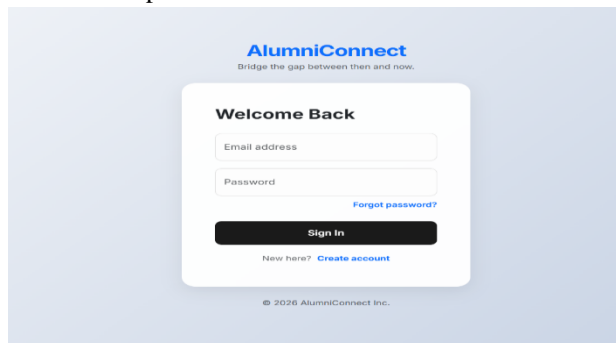 AlumniConnect
Bridge the gap between then and now.
Welcome Back
Email address
Password
Forgot password?
Sign In
New here? Create account
© 2026 AlumniConnect Inc.